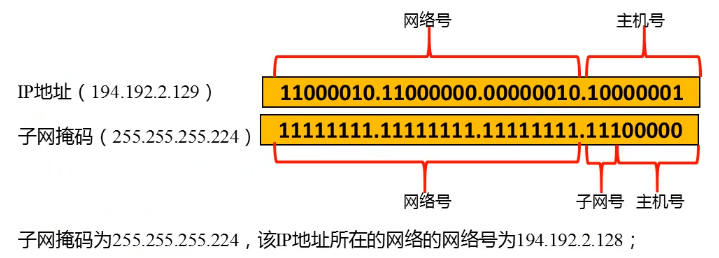 网络号 主机号
IP地址（194.192.2.129） 11000010.11000000.00000010.10000001
子网掩码（255.255.255.224） 11111111.11111111.11111111.11100000
网络号 子网号 主机号
子网掩码为255.255.255.224，该IP地址所在的网络的网络号为194.192.2.128；